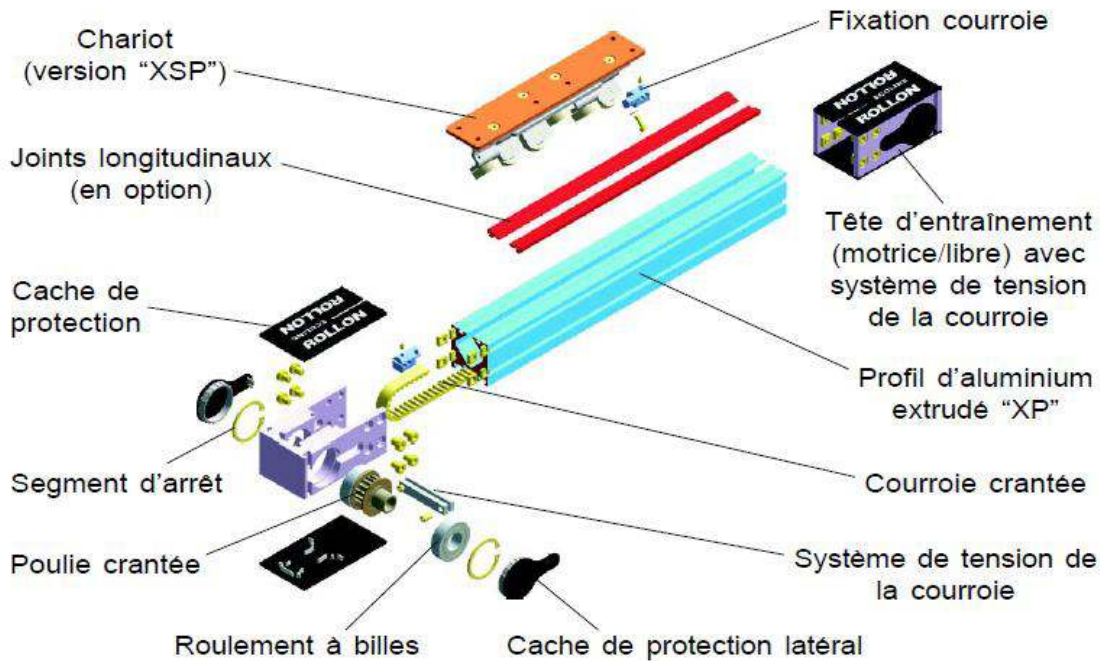 Fixation courroie
Chariot
(version “XSP”)
ROLLON
ROLLON
Joints longitudinaux
(en option)
Tête d’entraînement
(motrice/libre) avec
système de tension
de la courroie
Cache de
protection
ROLLON
ROLLON
Profil d’aluminium
extrudé “XP”
Segment d’arrêt
Courroie crantée
Poulie crantée
Système de tension de
la courroie
Roulement à billes
Cache de protection latéral